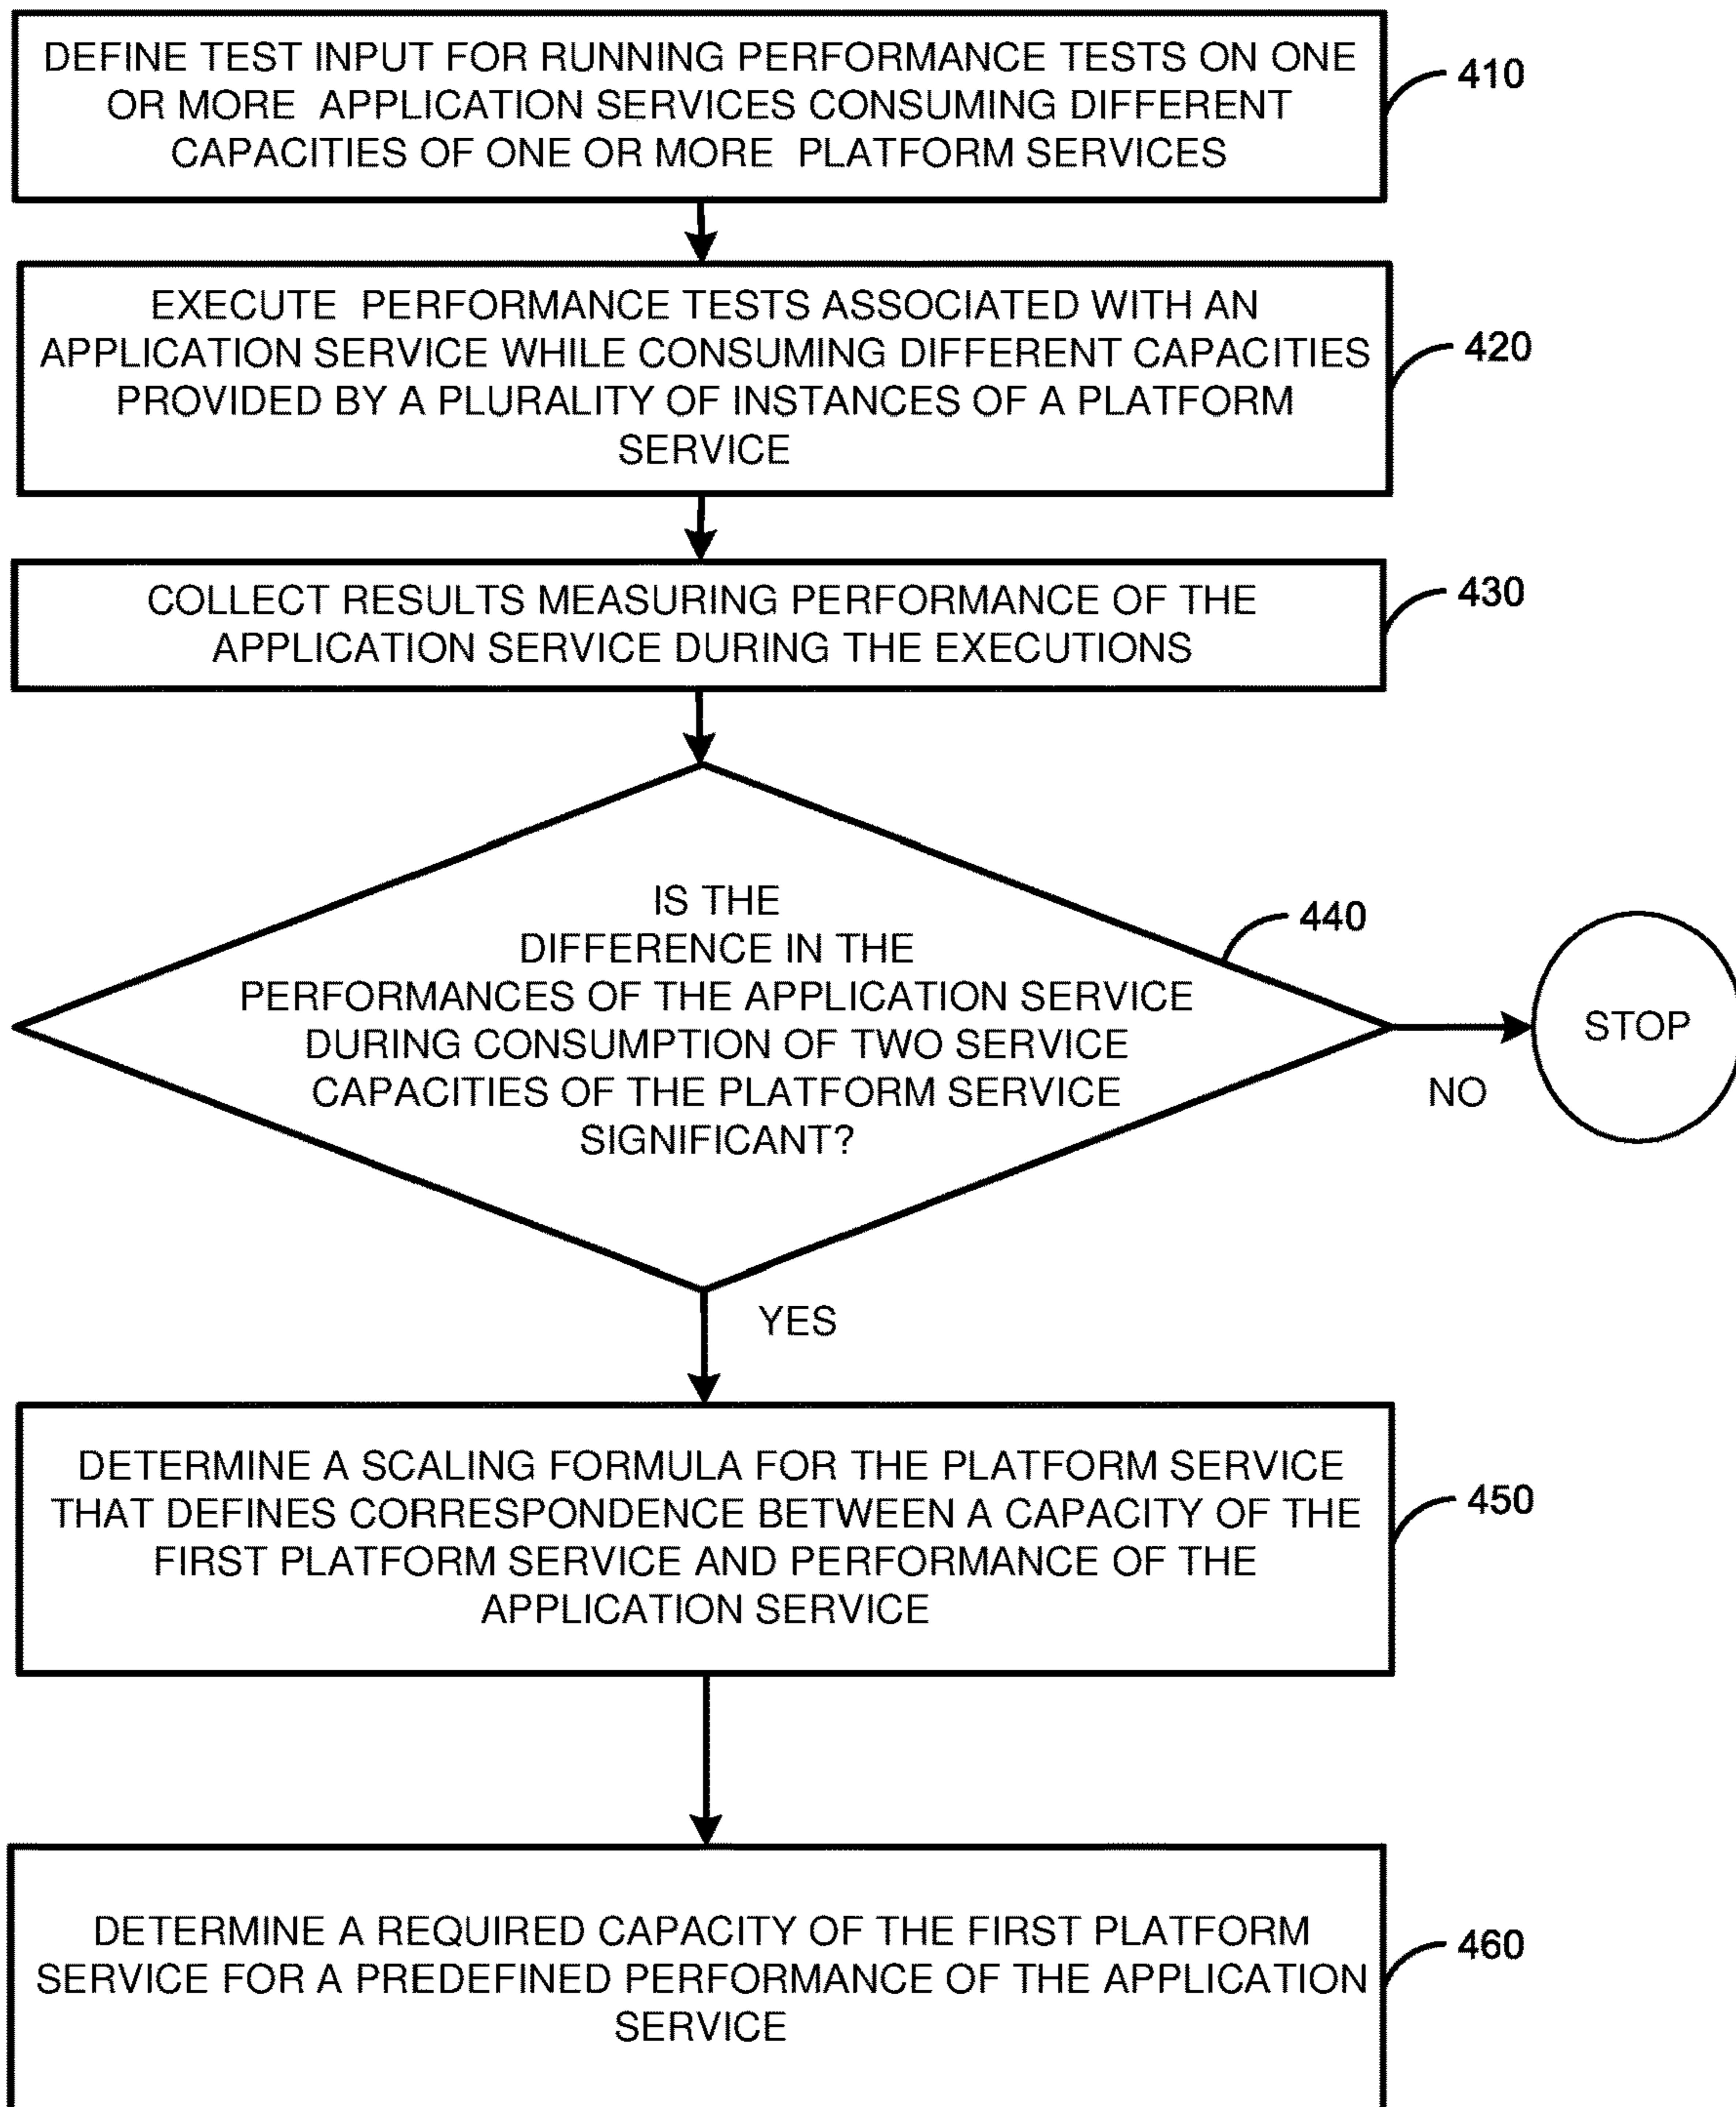 DEFINE TEST INPUT FOR RUNNING PERFORMANCE TESTS ON ONE
OR MORE APPLICATION SERVICES CONSUMING DIFFERENT
CAPACITIES OF ONE OR MORE PLATFORM SERVICES
410
EXECUTE PERFORMANCE TESTS ASSOCIATED WITH AN
APPLICATION SERVICE WHILE CONSUMING DIFFERENT CAPACITIES
PROVIDED BY A PLURALITY OF INSTANCES OF A PLATFORM
SERVICE
420
COLLECT RESULTS MEASURING PERFORMANCE OF THE
APPLICATION SERVICE DURING THE EXECUTIONS
430
IS THE
DIFFERENCE IN THE
PERFORMANCES OF THE APPLICATION SERVICE
DURING CONSUMPTION OF TWO SERVICE
CAPACITIES OF THE PLATFORM SERVICE
SIGNIFICANT?
440
STOP
NO
YES
DETERMINE A SCALING FORMULA FOR THE PLATFORM SERVICE
THAT DEFINES CORRESPONDENCE BETWEEN A CAPACITY OF THE
FIRST PLATFORM SERVICE AND PERFORMANCE OF THE
APPLICATION SERVICE
450
DETERMINE A REQUIRED CAPACITY OF THE FIRST PLATFORM
SERVICE FOR A PREDEFINED PERFORMANCE OF THE APPLICATION
SERVICE
460